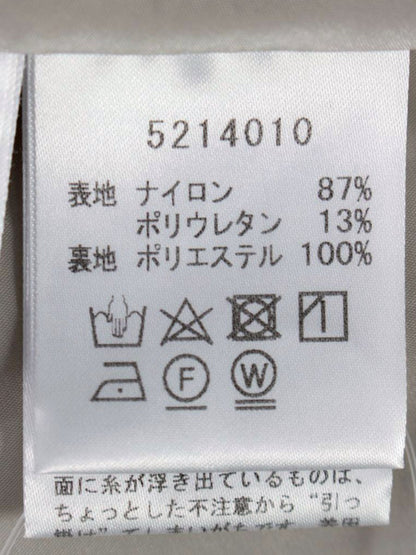 5214010
表地 ナイロン 87%
ポリウレタン 13%
裏地 ポリエステル 100%
F W
面に糸が浮き出ているものは、
ちょっとした不注意から“引っ